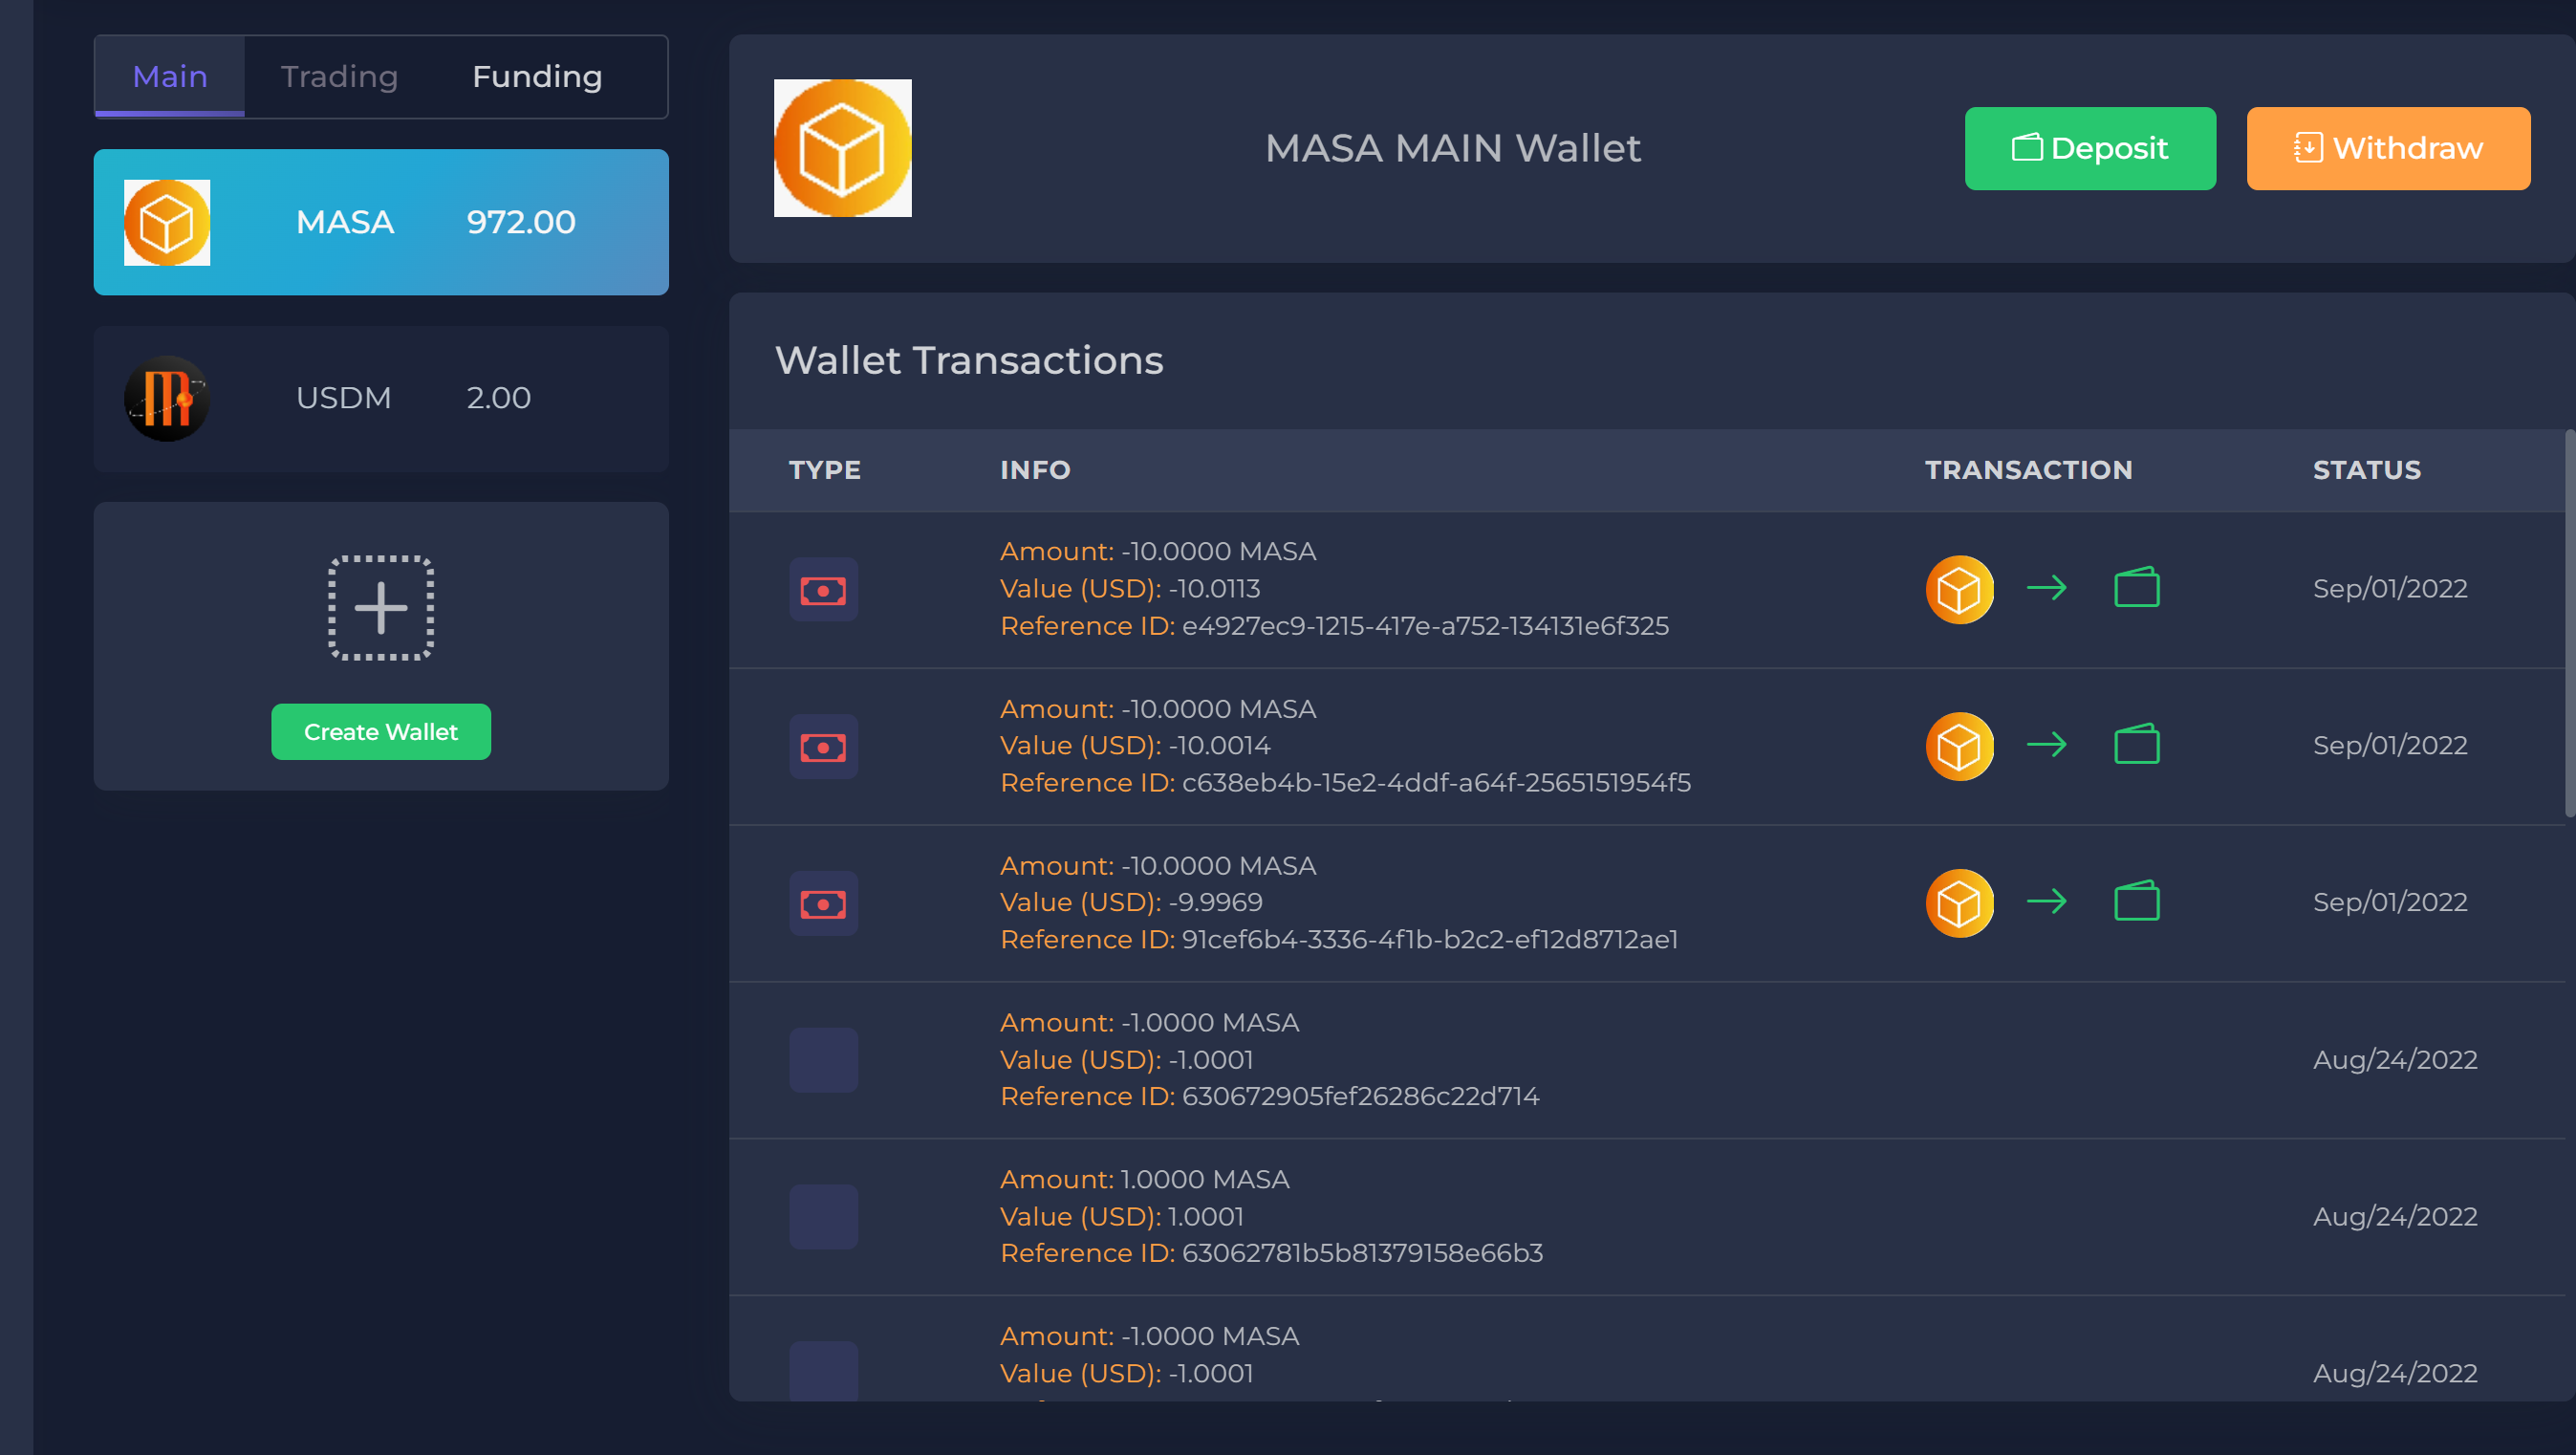 Main Trading Funding
MASA 972.00
USDM 2.00
Create Wallet
MASA MAIN Wallet
Deposit
Withdraw
Wallet Transactions
TYPE INFO TRANSACTION STATUS
Amount: -10.0000 MASA
Value (USD): -10.0113
Reference ID: e4927ec9-1215-417e-a752-134131e6f325
Sep/01/2022
Amount: -10.0000 MASA
Value (USD): -10.0014
Reference ID: c638eb4b-15e2-4ddf-a64f-2565151954f5
Sep/01/2022
Amount: -10.0000 MASA
Value (USD): -9.9969
Reference ID: 91cef6b4-3336-4f1b-b2c2-ef12d8712ae1
Sep/01/2022
Amount: -1.0000 MASA
Value (USD): -1.0001
Reference ID: 630672905fef26286c22d714
Aug/24/2022
Amount: 1.0000 MASA
Value (USD): 1.0001
Reference ID: 63062781b5b81379158e66b3
Aug/24/2022
Amount: -1.0000 MASA
Value (USD): -1.0001
Aug/24/2022